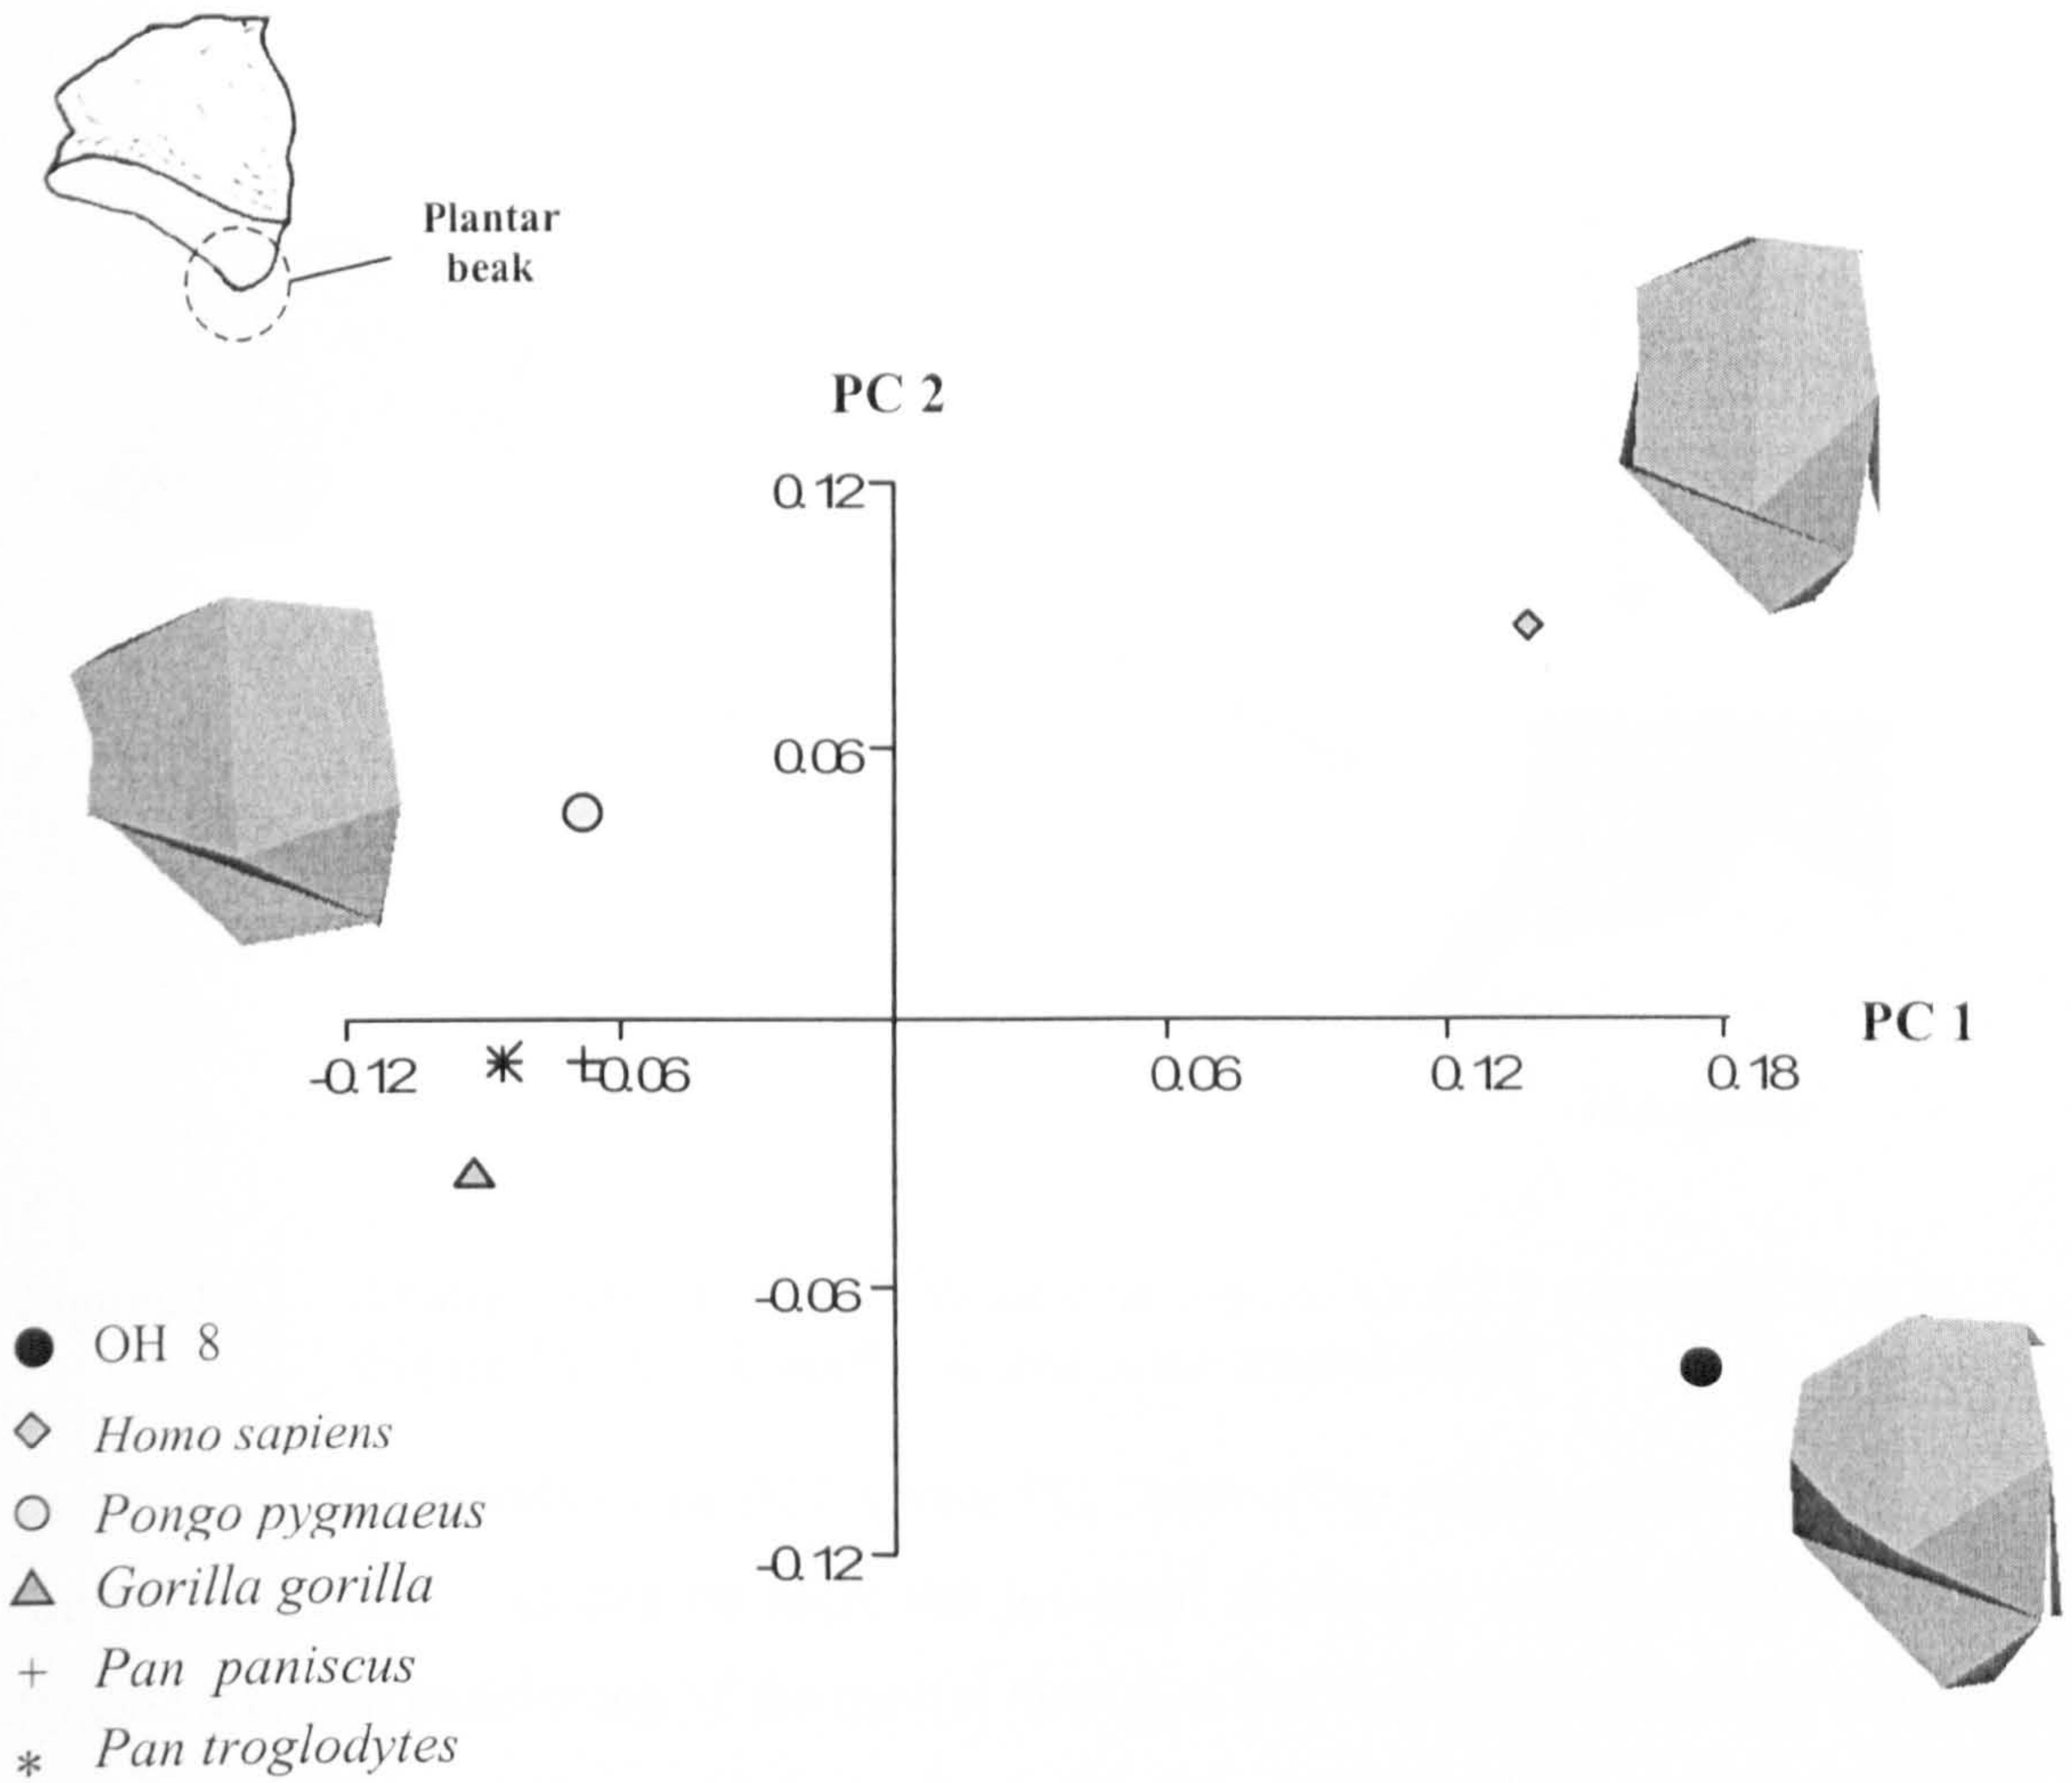 Plantar
beak
PC 2
0.12
0.06
PC 1
-0.12
-0.06
0.06
0.12
0.18
-0.06
-0.12
OH 8
Homo sapiens
Pongo pygmaeus
Gorilla gorilla
+ Pan paniscus
* Pan troglodytes